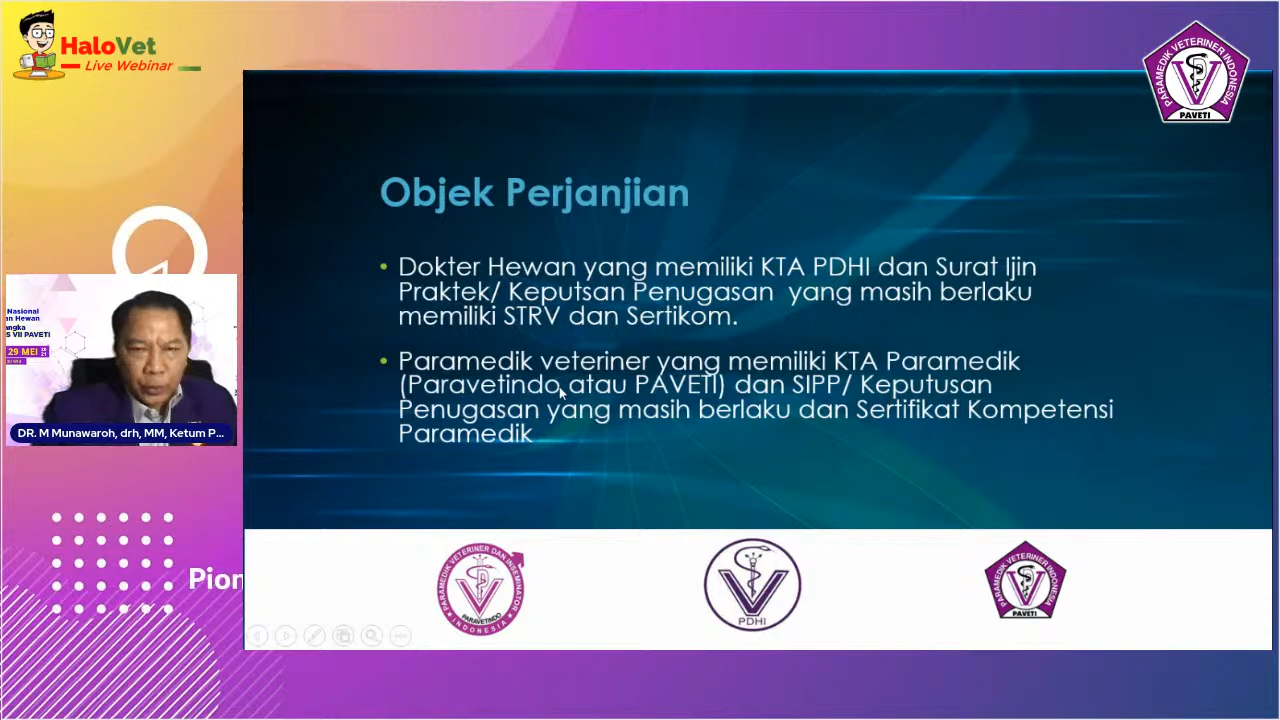 HaloVet
Live Webinar
PARAMEDIK VETERINER INDONESIA
PAVETI
Objek Perjanjian
• Dokter Hewan yang memiliki KTA PDHI dan Surat Ijin
Praktek/ Keputsan Penugasan yang masih berlaku
memiliki STRV dan Sertikom.
• Paramedik veteriner yang memiliki KTA Paramedik
(Paravetindo atau PAVETI) dan SIPP/ Keputusan
Penugasan yang masih berlaku dan Sertifikat Kompetensi
Paramedik
Nasional
an Hewan
angka
S VII PAVETI
29 MEI
DR. M Munawaroh, drh, MM, Ketum P...
Pion
PARAMEDIK VETERINER DAN INSEMINATOR
PARAVETINDO
INDONESIA
PDHI
PARAMEDIK VETERINER INDONESIA
PAVETI